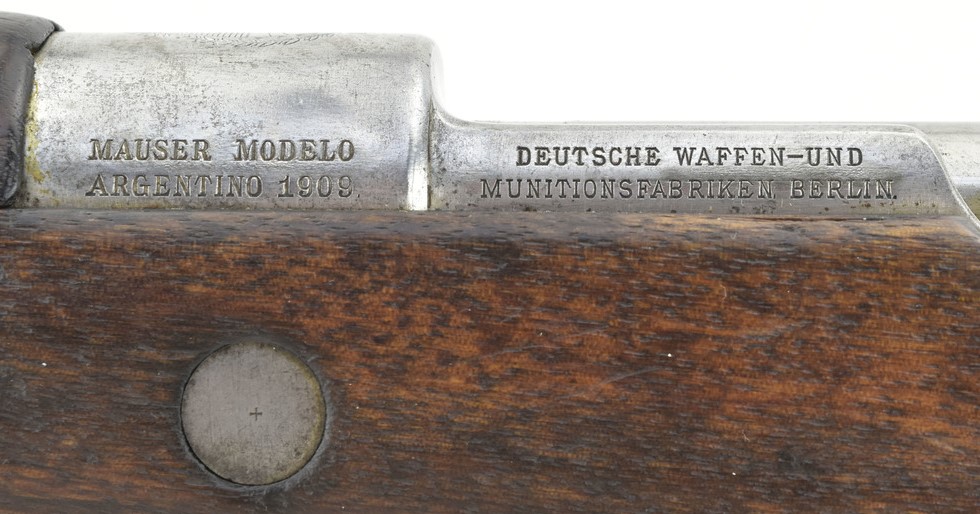 MAUSER MODELO
ARGENTINO 1909.
DEUTSCHE WAFFEN-UND
MUNITIONSFABRIKEN BERLIN.